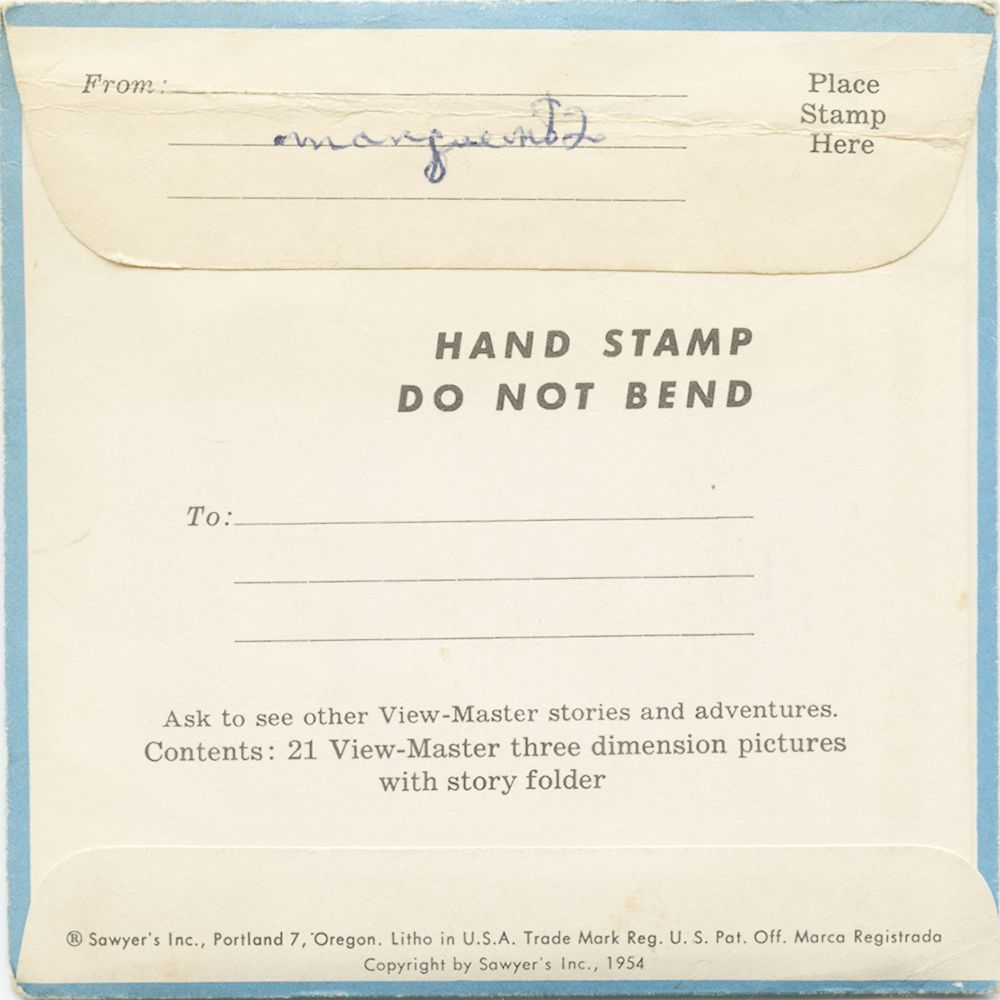 From:
Place
Stamp
Here
HAND STAMP
DO NOT BEND
To:
Ask to see other View-Master stories and adventures.
Contents: 21 View-Master three dimension pictures
with story folder
® Sawyer's Inc., Portland 7, Oregon. Litho in U.S.A. Trade Mark Reg. U. S. Pat. Off. Marca Registrada
Copyright by Sawyer's Inc., 1954